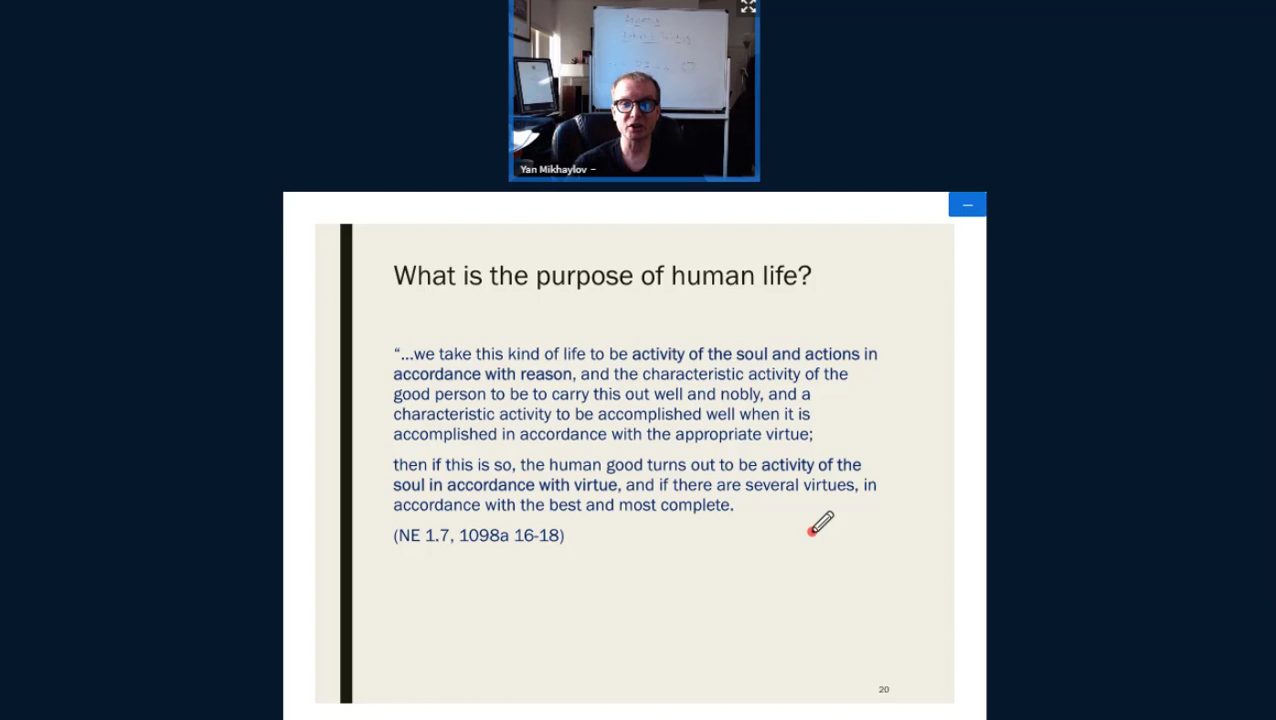 Yan Mikhaylov
What is the purpose of human life?
“...we take this kind of life to be activity of the soul and actions in
accordance with reason, and the characteristic activity of the
good person to be to carry this out well and nobly, and a
characteristic activity to be accomplished well when it is
accomplished in accordance with the appropriate virtue;
then if this is so, the human good turns out to be activity of the
soul in accordance with virtue, and if there are several virtues, in
accordance with the best and most complete.
(NE 1.7, 1098a 16-18)
20